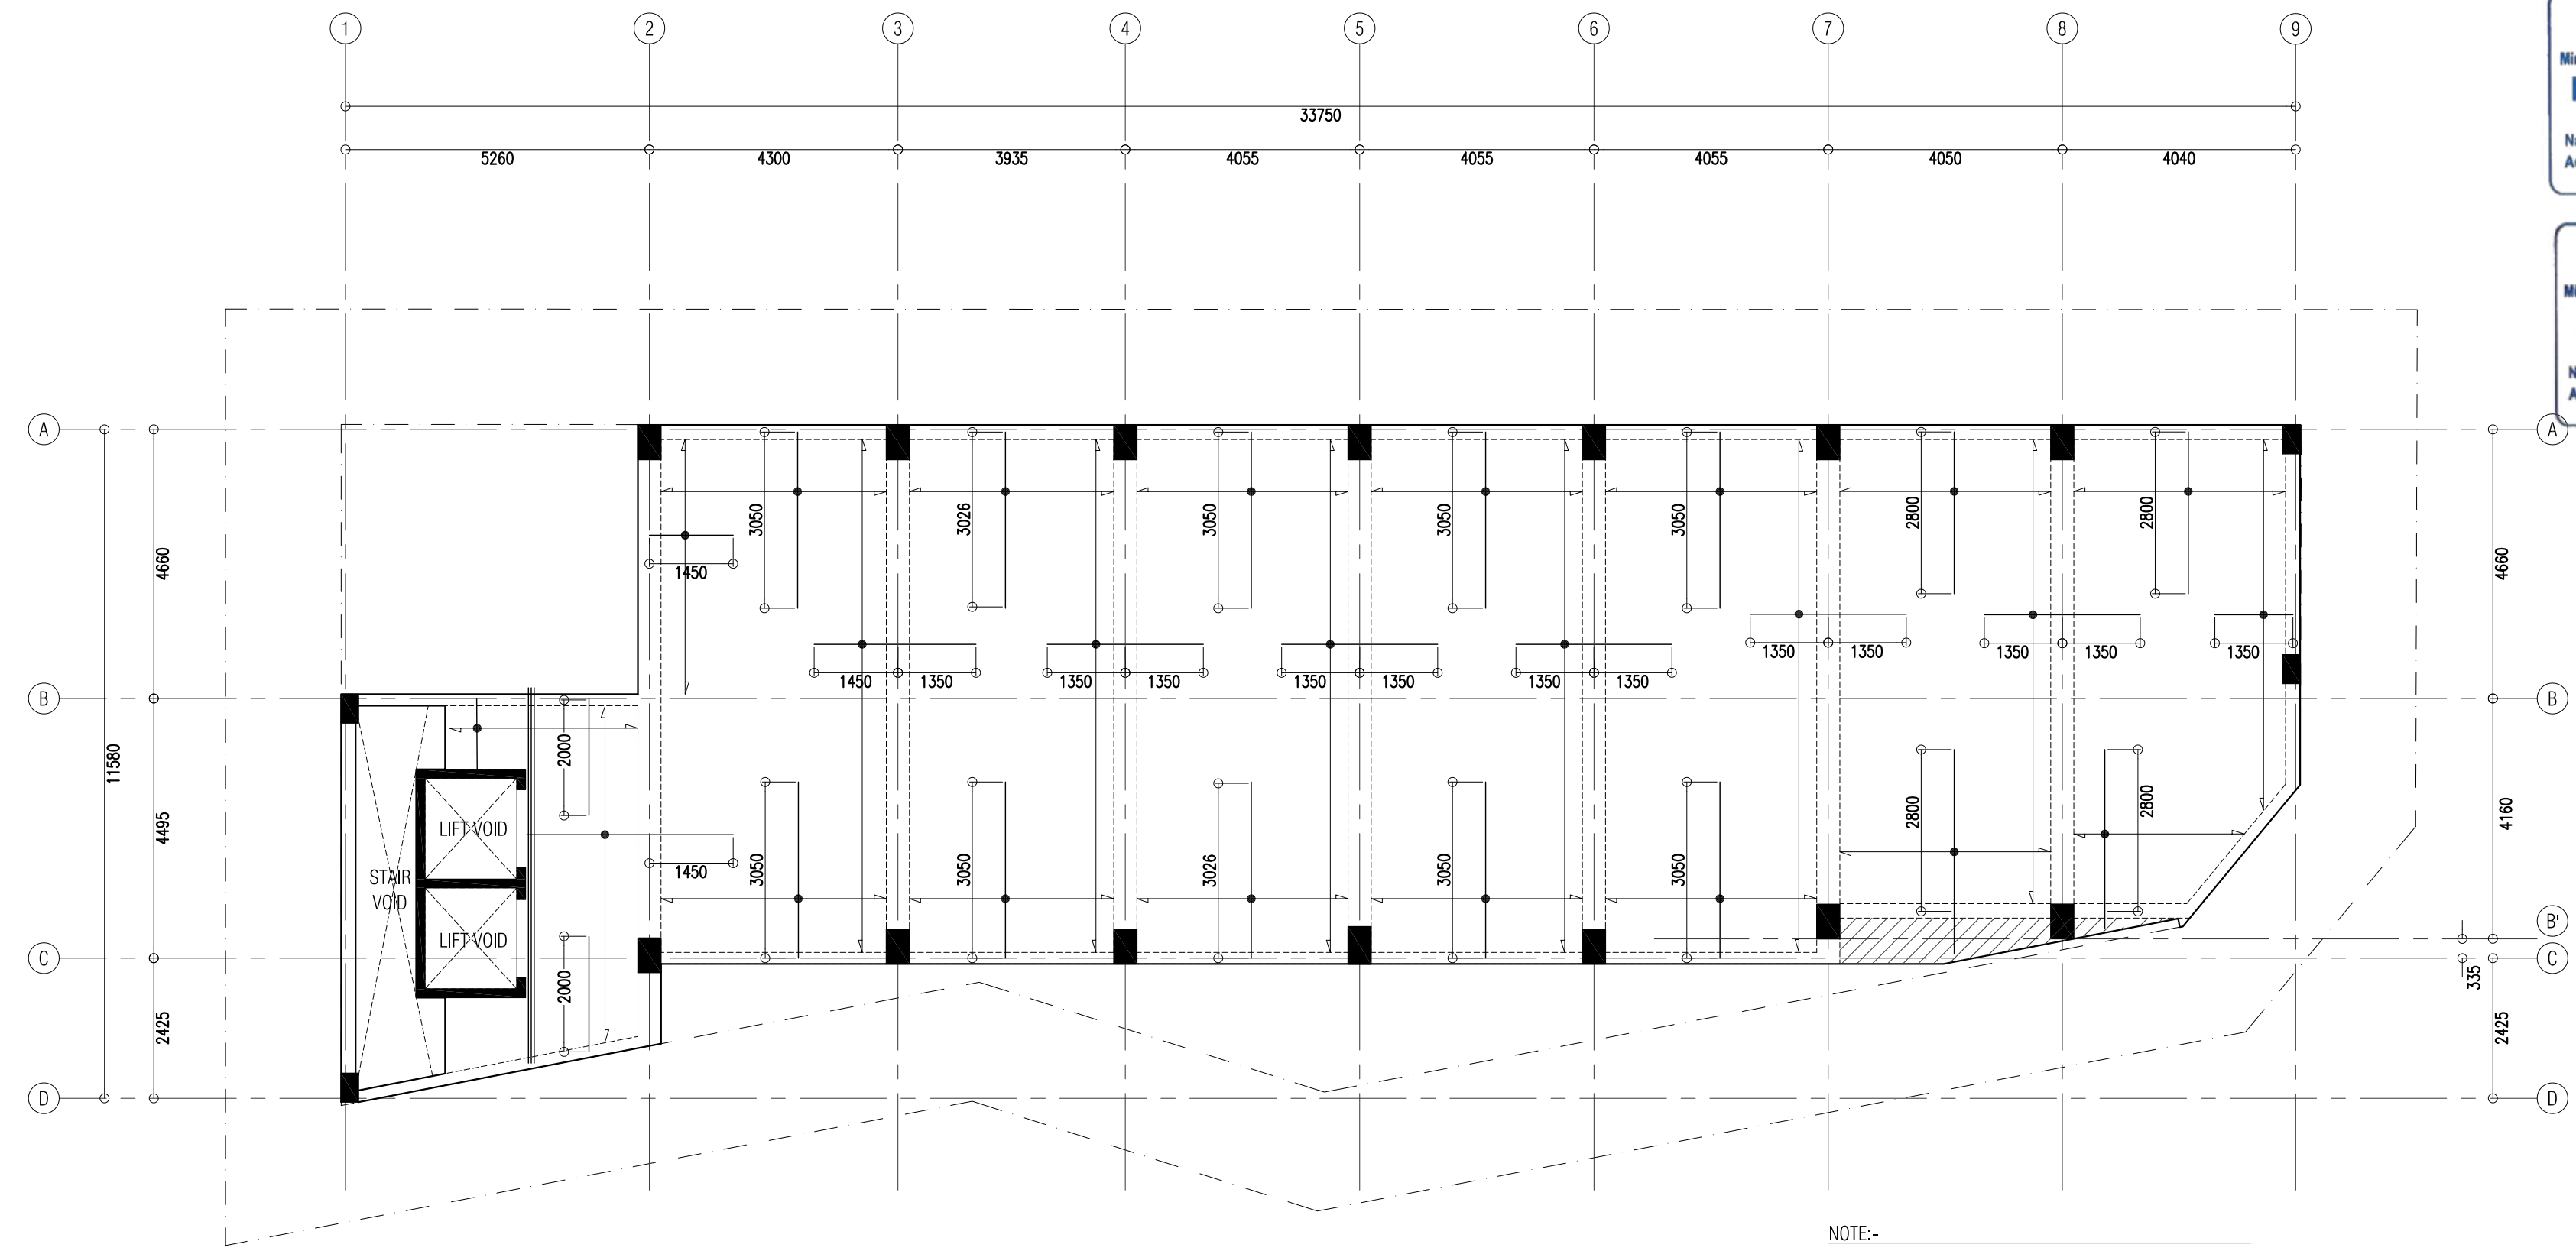 1 2 3 4 5 6 7 8 9
33750
5260 4300 3935 4055 4055 4055 4050 4040
A A
3050 3026 3050 3050 3050 2800 2800
4660 4660
1450
1350 1350 1350 1350 1350
1450 1350 1350 1350 1350 1350 1350 1350
B B
2000
11580
4495 LIFT VOID 2800 2800 4160
1450 3050 3050 3026 3050 3050
STAIR
VOID
B'
LIFT VOID
C C
335
2000
2425 2425
D D
NOTE:-